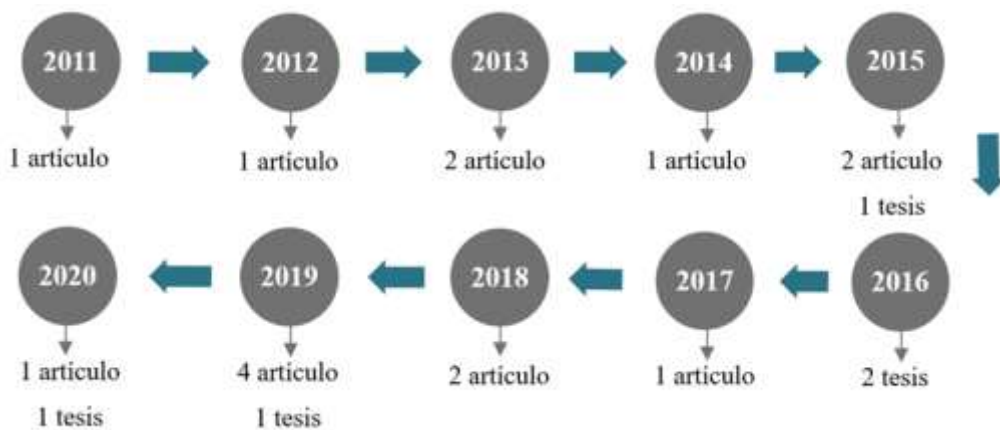 2011 2012 2013 2014 2015
1 articulo 1 articulo 2 articulo 1 articulo 2 articulo
1 tesis
2020 2019 2018 2017 2016
1 articulo 4 articulo 2 articulo 1 articulo 2 tesis
1 tesis 1 tesis